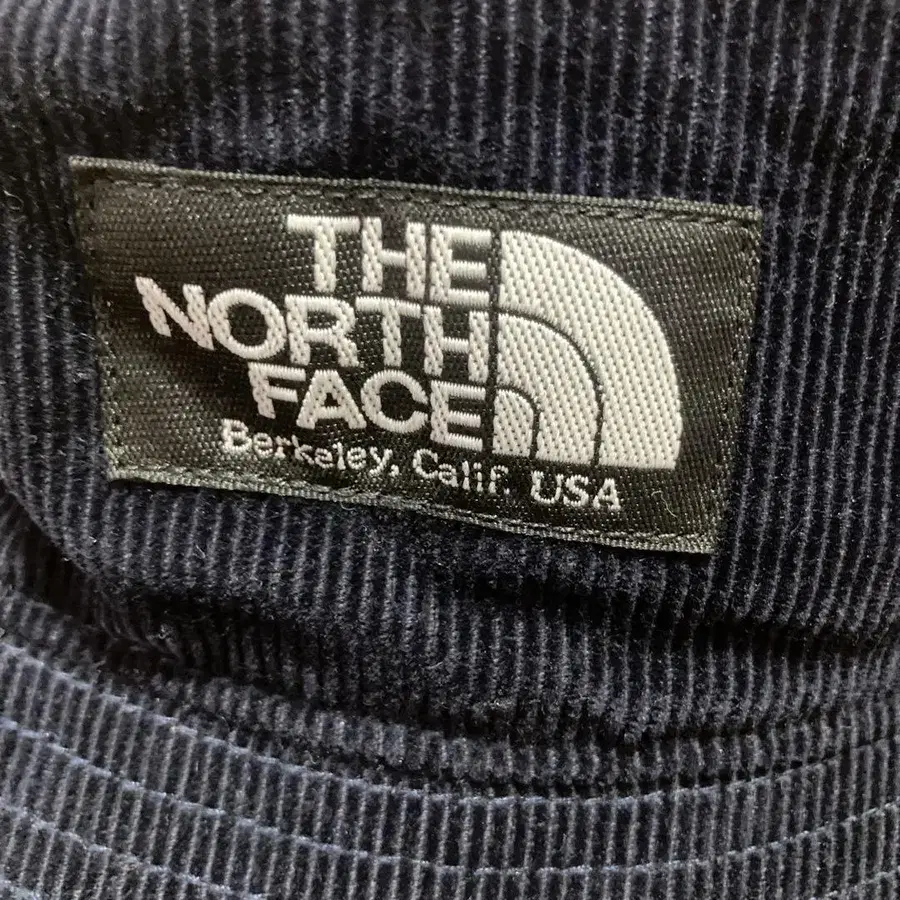 THE
NORTH
FACE
Berkeley, Calif. USA